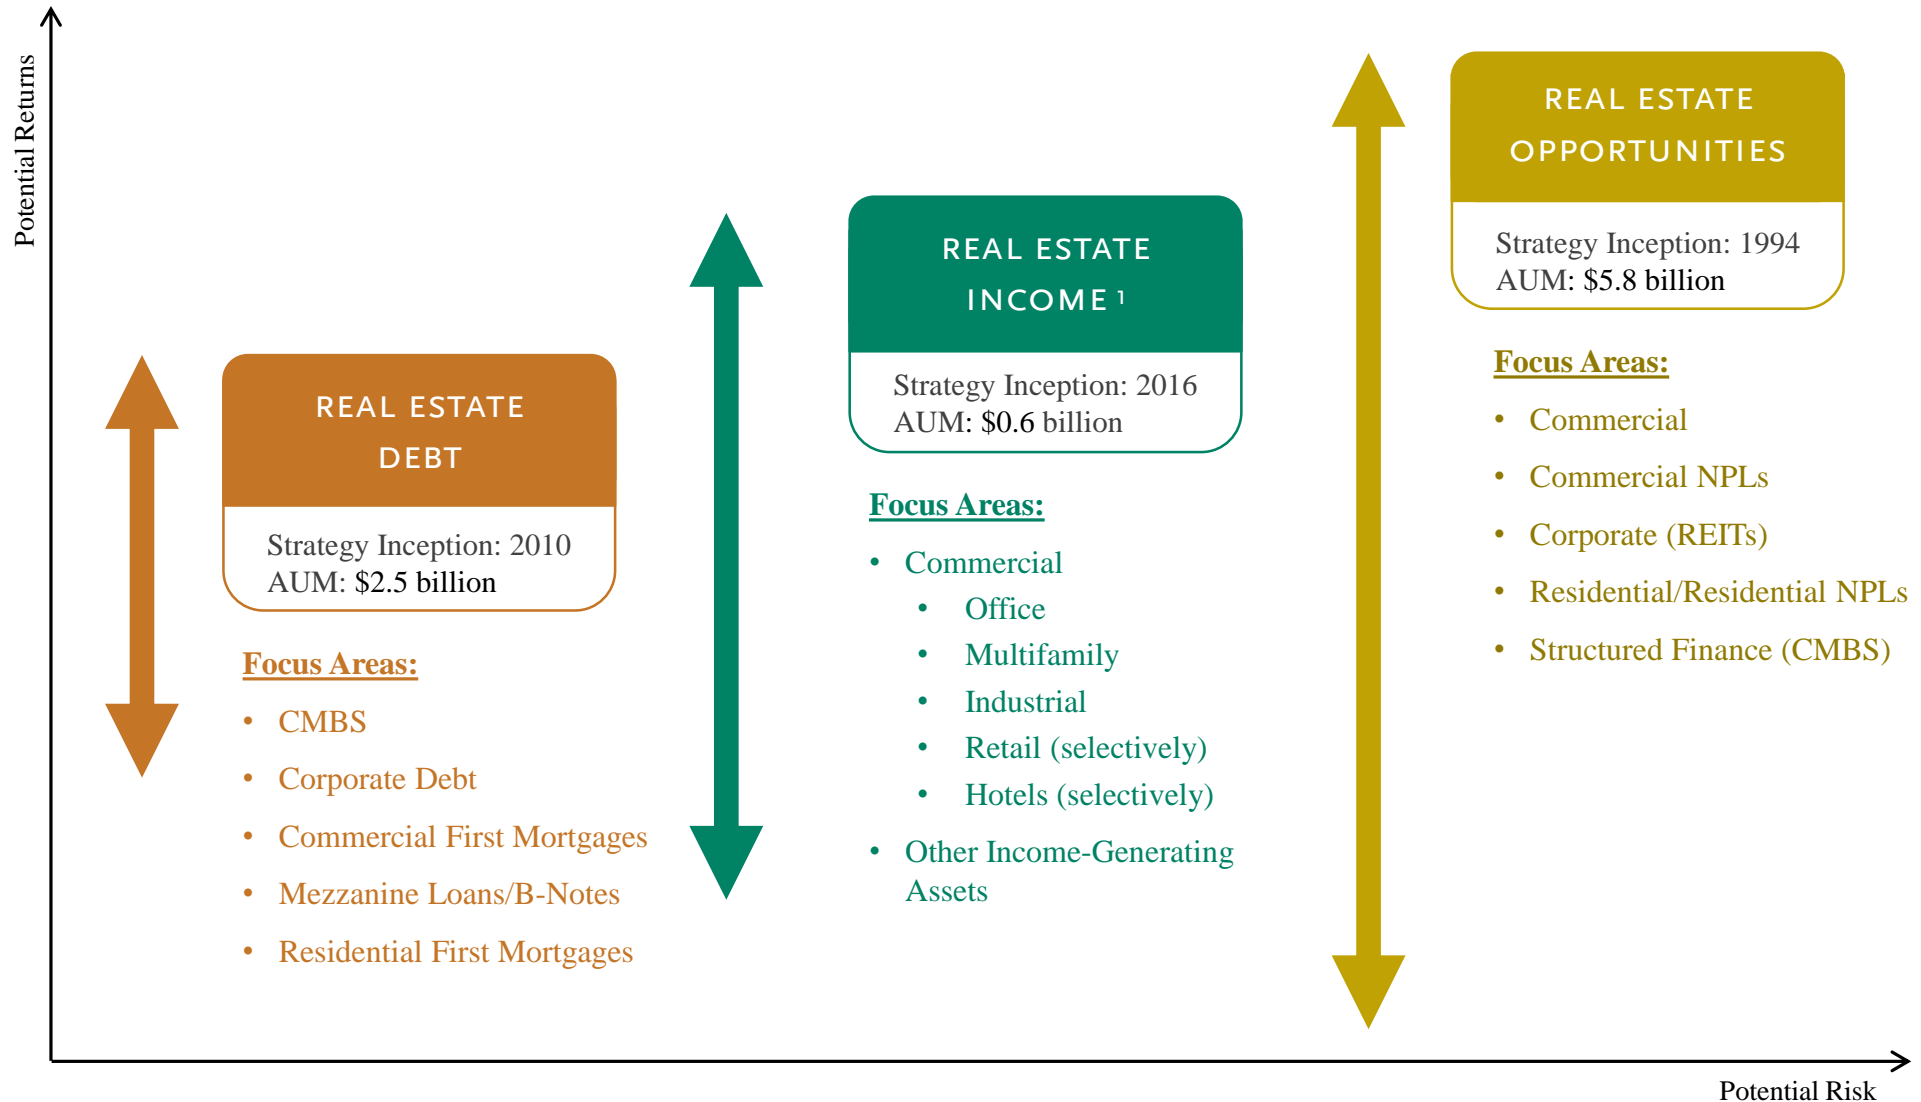 Potential Returns
REAL ESTATE
DEBT
Strategy Inception: 2010
AUM: $2.5 billion
Focus Areas:
• CMBS
• Corporate Debt
• Commercial First Mortgages
• Mezzanine Loans/B-Notes
• Residential First Mortgages
REAL ESTATE
INCOME ¹
Strategy Inception: 2016
AUM: $0.6 billion
Focus Areas:
• Commercial
• Office
• Multifamily
• Industrial
• Retail (selectively)
• Hotels (selectively)
• Other Income-Generating
Assets
REAL ESTATE
OPPORTUNITIES
Strategy Inception: 1994
AUM: $5.8 billion
Focus Areas:
• Commercial
• Commercial NPLs
• Corporate (REITs)
• Residential/Residential NPLs
• Structured Finance (CMBS)
Potential Risk